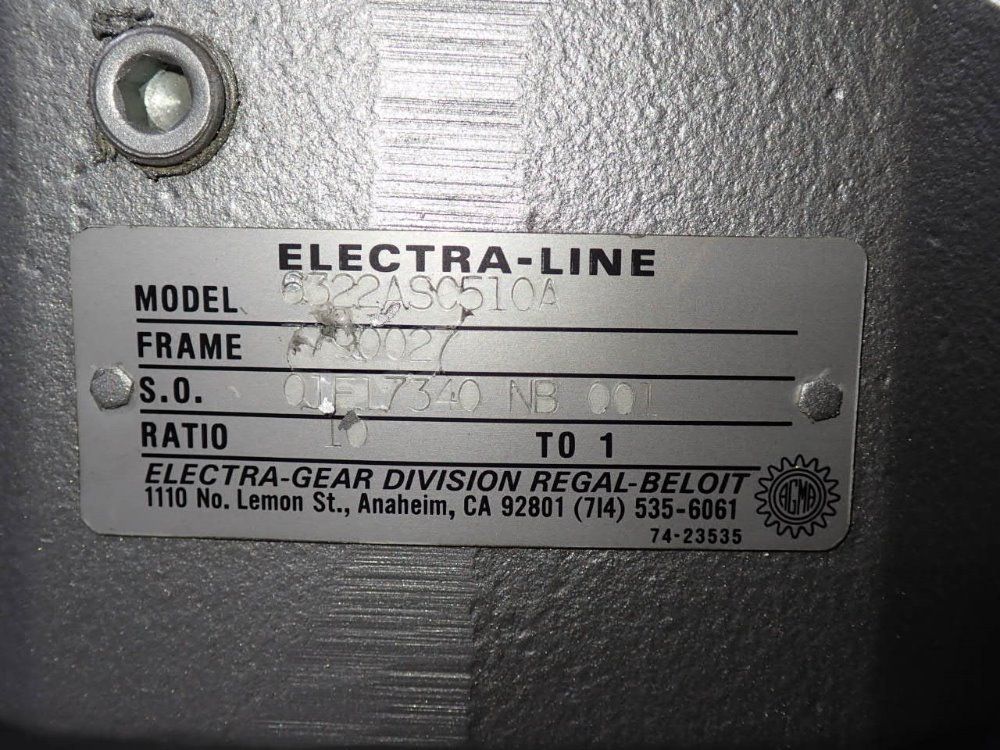 ELECTRA-LINE
MODEL 6322ASC510A
FRAME
S.O. NB 001
RATIO 10 TO 1
ELECTRA-GEAR DIVISION REGAL-BELOIT
1110 No. Lemon St., Anaheim, CA 92801 (714) 535-6061
AGMA
74-23535